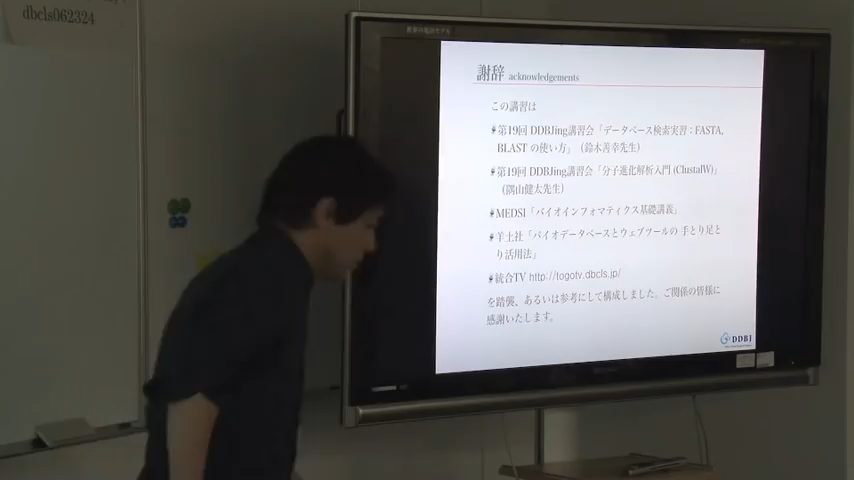 dbcls062324
謝辞 acknowledgements
この講習は
第19回 DDBJing講習会「データベース検索実習：FASTA,
BLAST の使い方」（鈴木善幸先生）
第19回 DDBJing講習会「分子進化解析入門 (ClustalW)」
（隅山健太先生）
MEDSI「バイオインフォマティクス基礎講義」
羊土社「バイオデータベースとウェブツールの 手とり足と
り活用法」
統合TV http://togotv.dbcls.jp/
を踏襲、あるいは参考にして構成しました。ご関係の皆様に
感謝いたします。
DDBJ